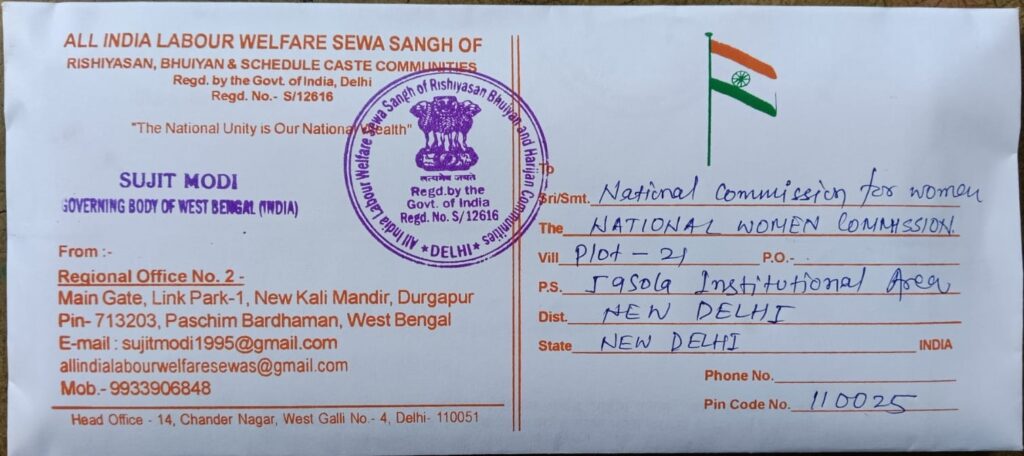 ALL INDIA LABOUR WELFARE SEWA SANGH OF
RISHIYASAN, BHUIYAN & SCHEDULE CASTE COMMUNITIES
Regd. by the Govt. of India, Delhi
Regd. No.- S/12616
"The National Unity is Our National Wealth"
SUJIT MODI
GOVERNING BODY OF WEST BENGAL (INDIA)
From :-
Regional Office No. 2 -
Main Gate, Link Park-1, New Kali Mandir, Durgapur
Pin- 713203, Paschim Bardhaman, West Bengal
E-mail : sujitmodi1995@gmail.com
allindialabourwelfaresewas@gmail.com
Mob.- 9933906848
Head Office - 14, Chander Nagar, West Galli No.- 4, Delhi- 110051
All India Labour Welfare Sewa Sangh of Rishiyasan Bhuiyan and Harijan Communities
सत्यमेव जयते
Regd.by the
Govt. of India
Regd. No. S/12616
★ DELHI ★
To
Sri/Smt. National Commission for women
The NATIONAL WOMEN COMMISSION.
Vill Plot - 21 P.O.-
P.S. Jasola Institutional Area
Dist. NEW DELHI
State NEW DELHI INDIA
Phone No.
Pin Code No. 110025